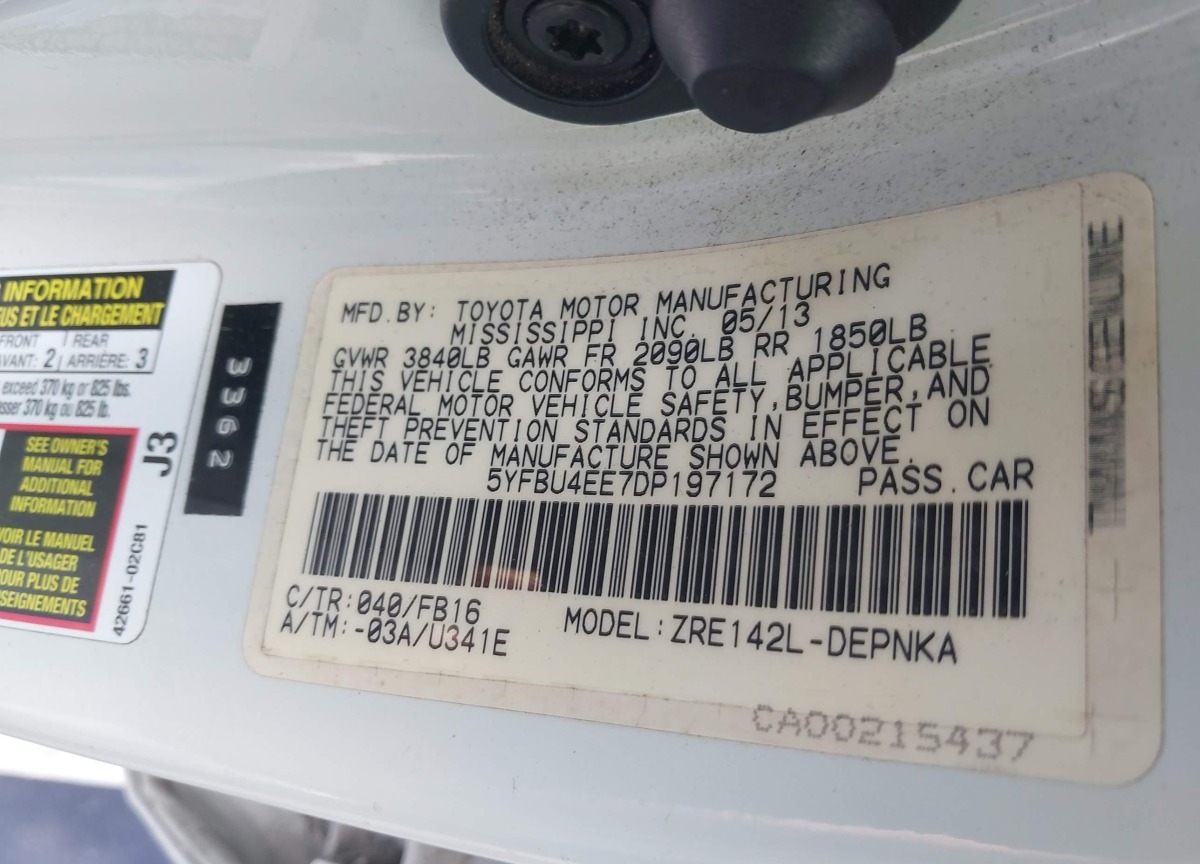 INFORMATION
TUS ET LE CHARGEMENT
FRONT
AVANT: 2
REAR
ARRIÈRE: 3
exceed 370 kg or 825 lbs.
370 kg ou 825 lb.
SEE OWNER'S
MANUAL FOR
ADDITIONAL
INFORMATION
VOIR LE MANUEL
DE L'USAGER
POUR PLUS DE
SEIGNEMENTS
J3
42661-02C81
MFD.BY: TOYOTA MOTOR MANUFACTURING
MISSISSIPPI INC. 05/13
GVWR 3840LB GAWR FR 2090LB RR 1850LB
THIS VEHICLE CONFORMS TO ALL APPLICABLE
FEDERAL MOTOR VEHICLE SAFETY,BUMPER,AND
THEFT PREVENTION STANDARDS IN EFFECT ON
THE DATE OF MANUFACTURE SHOWN ABOVE.
5YFBU4EE7DP197172 PASS.CAR
C/TR:040/FB16
A/TM:-03A/U341E
MODEL:ZRE142L-DEPNKA
CA00215437